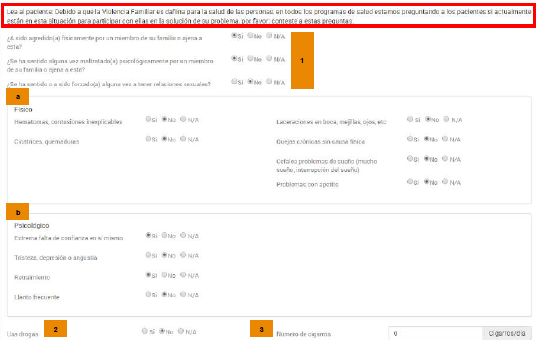 Lea al paciente: Debido a que la Violencia Familiar es dañina para la salud de las personas, en todos los programas de salud estamos preguntando a los pacientes si actualmente
están en esta situación para participar con ellas en la solución de su problema, por favor: conteste a estas preguntas.
¿A sido agredido(a) físicamente por un miembro de su familia o ajena a
esta?
Si No N/A
¿Se ha sentido alguna vez maltratado(a) psicológicamente por un miembro
de su familia o ajena a esta?
Si No N/A
¿Se ha sentido o a sido forzado(a) alguna vez a tener relaciones sexuales?
Si No N/A
1
a
Físico
Hematomas, contusiones inexplicables Si No N/A
Laceraciones en boca, mejillas, ojos, etc Si No N/A
Cicatrices, quemaduras Si No N/A
Quejas crónicas sin causa física Si No N/A
Cefalea problemas de sueño (mucho
sueño, interrupción del sueño)
Si No N/A
Problemas con apetito Si No N/A
b
Psicológico
Extrema falta de confianza en sí mismo Si No N/A
Tristeza, depresión o angustia Si No N/A
Retraimiento Si No N/A
Llanto frecuente Si No N/A
Usa drogas 2 Si No N/A
3 Numero de cigarros 0 Cigarros/día